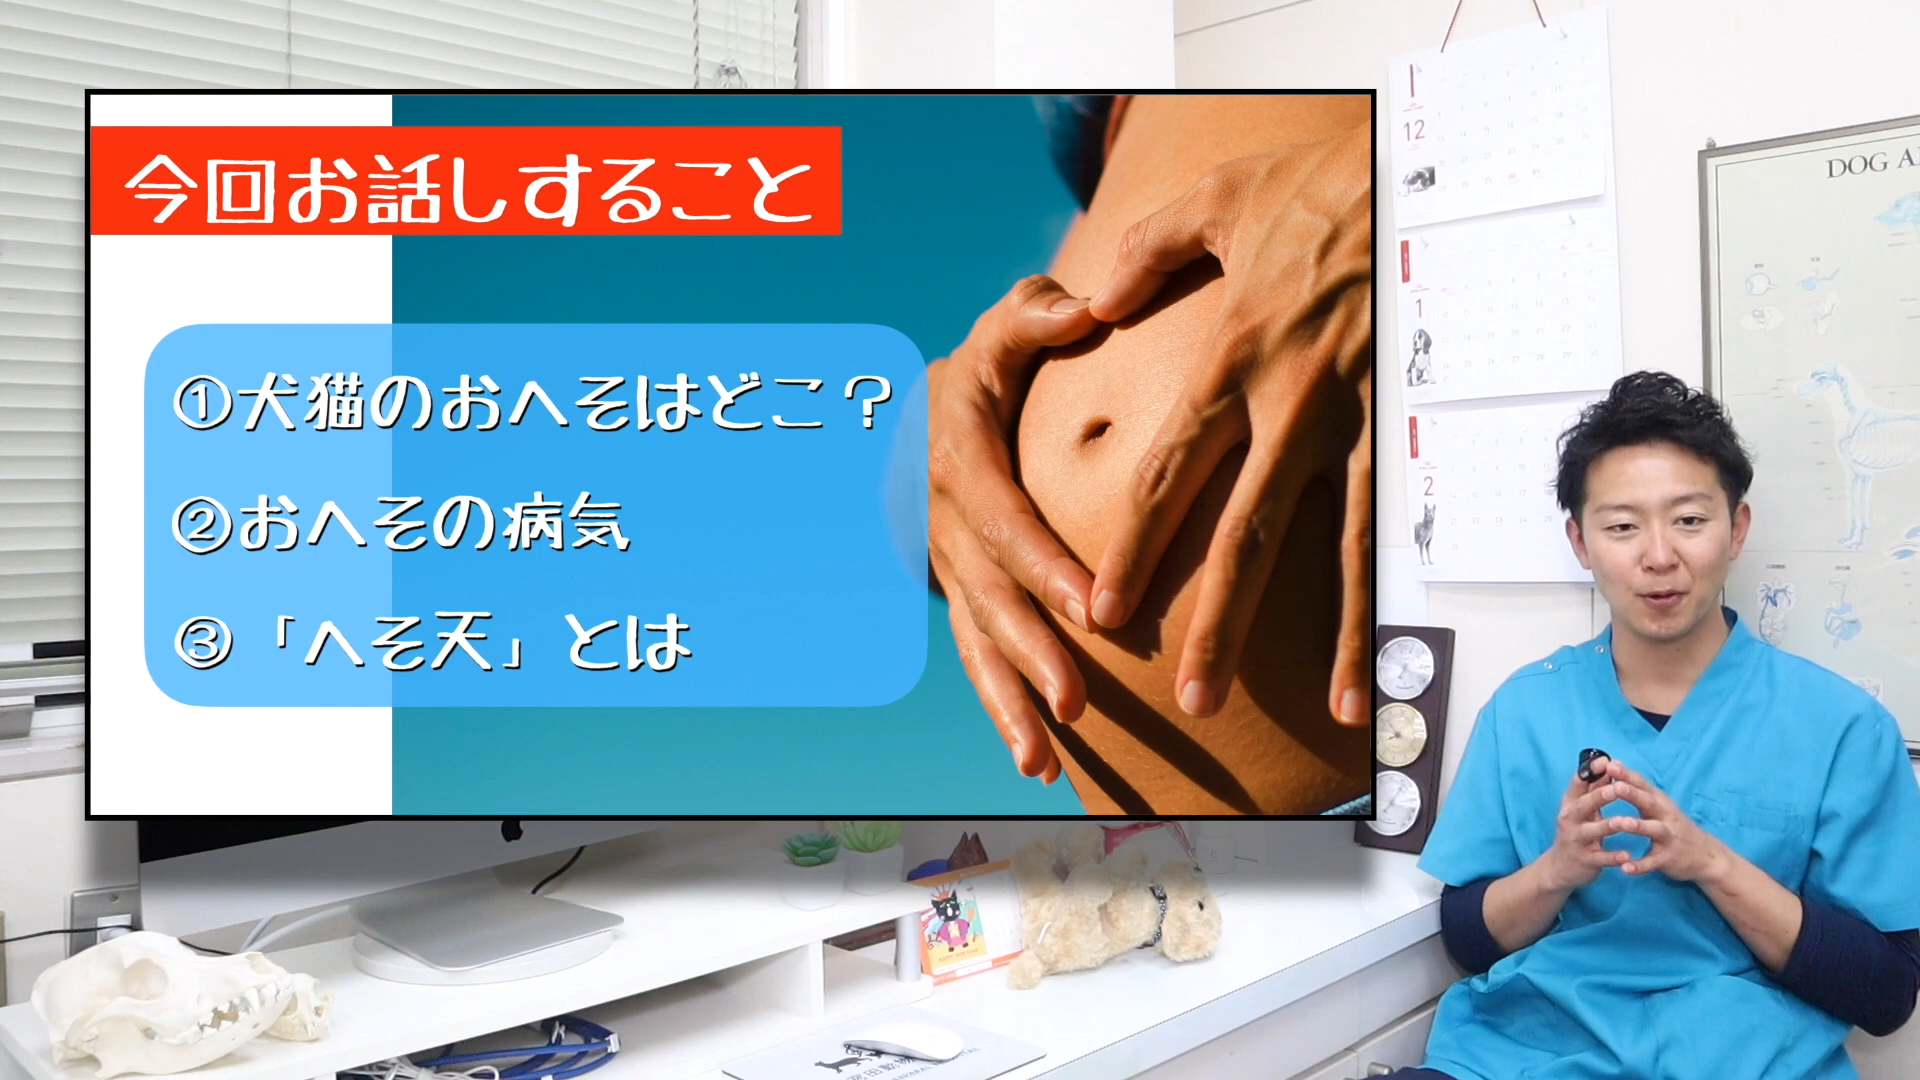 今回お話しすること
①犬猫のおへそはどこ？
②おへその病気
③「へそ天」とは
12
1
2
DOG A